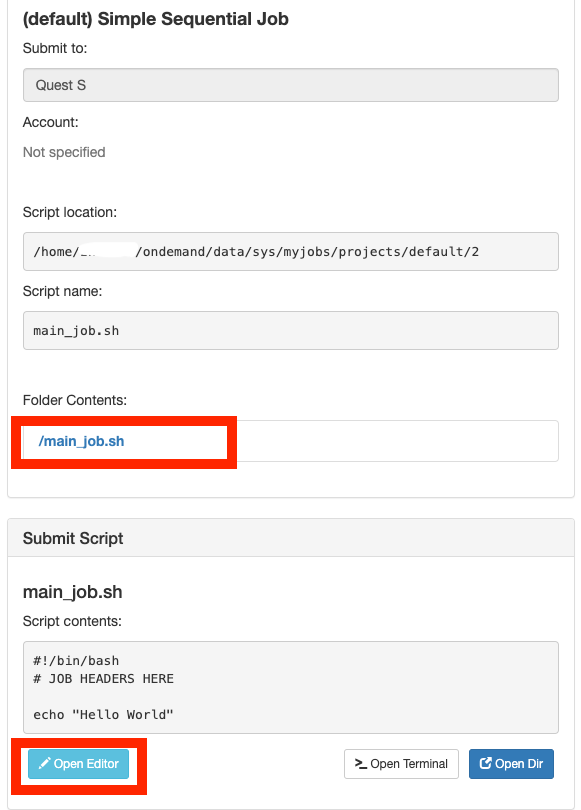 (default) Simple Sequential Job
Submit to:
Quest S
Account:
Not specified
Script location:
/home/ /ondemand/data/sys/myjobs/projects/default/2
Script name:
main_job.sh
Folder Contents:
/main_job.sh
Submit Script
main_job.sh
Script contents:
#!/bin/bash
# JOB HEADERS HERE
echo "Hello World"
Open Editor
>_ Open Terminal
Open Dir